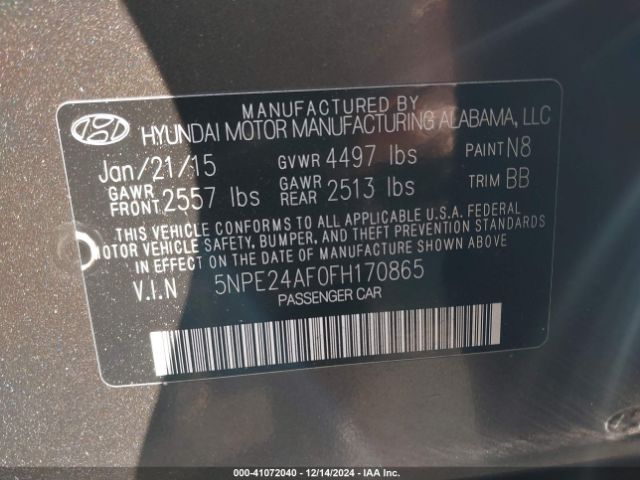 MANUFACTURED BY
HYUNDAI MOTOR MANUFACTURING ALABAMA, LLC
Jan/21/15 GVWR 4497 lbs PAINT N8
GAWR FRONT 2557 lbs GAWR REAR 2513 lbs TRIM BB
THIS VEHICLE CONFORMS TO ALL APPLICABLE U.S.A. FEDERAL
MOTOR VEHICLE SAFETY, BUMPER, AND THEFT PREVENTION STANDARDS
IN EFFECT ON THE DATE OF MANUFACTURE SHOWN ABOVE
V.I.N 5NPE24AF0FH170865
PASSENGER CAR
000-41072040 - 12/14/2024 - IAA Inc.